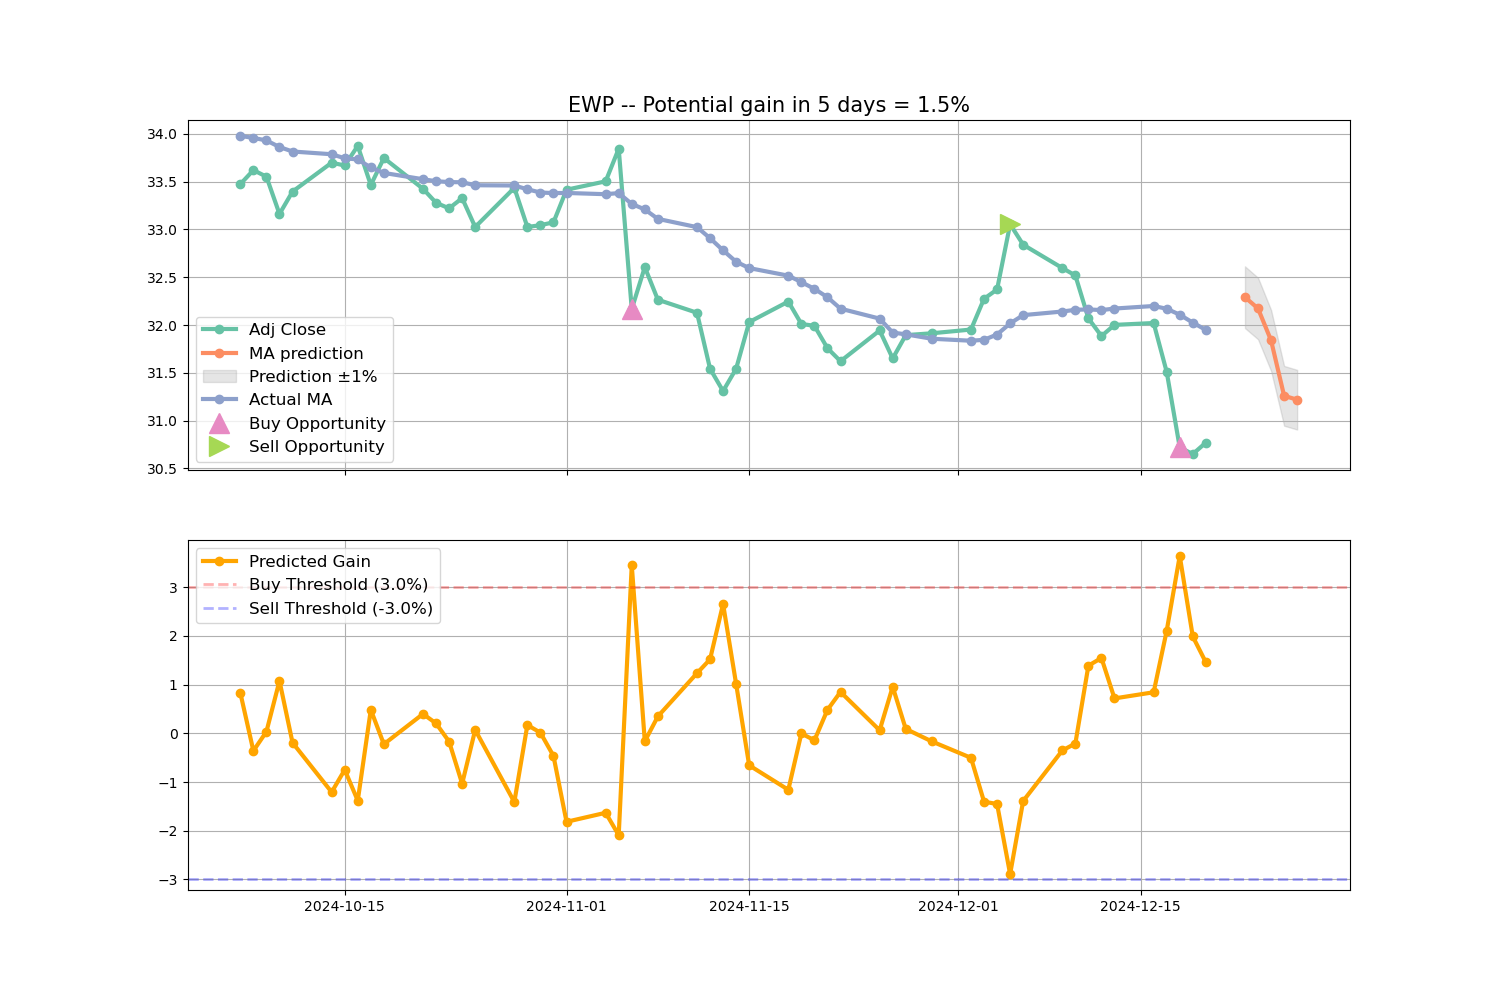 EWP -- Potential gain in 5 days = 1.5%
34.0
33.5
33.0
32.5
32.0
31.5
31.0
30.5
Adj Close
MA prediction
Prediction ±1%
Actual MA
Buy Opportunity
Sell Opportunity
3
2
1
0
−1
−2
−3
Predicted Gain
Buy Threshold (3.0%)
Sell Threshold (-3.0%)
2024-10-15
2024-11-01
2024-11-15
2024-12-01
2024-12-15